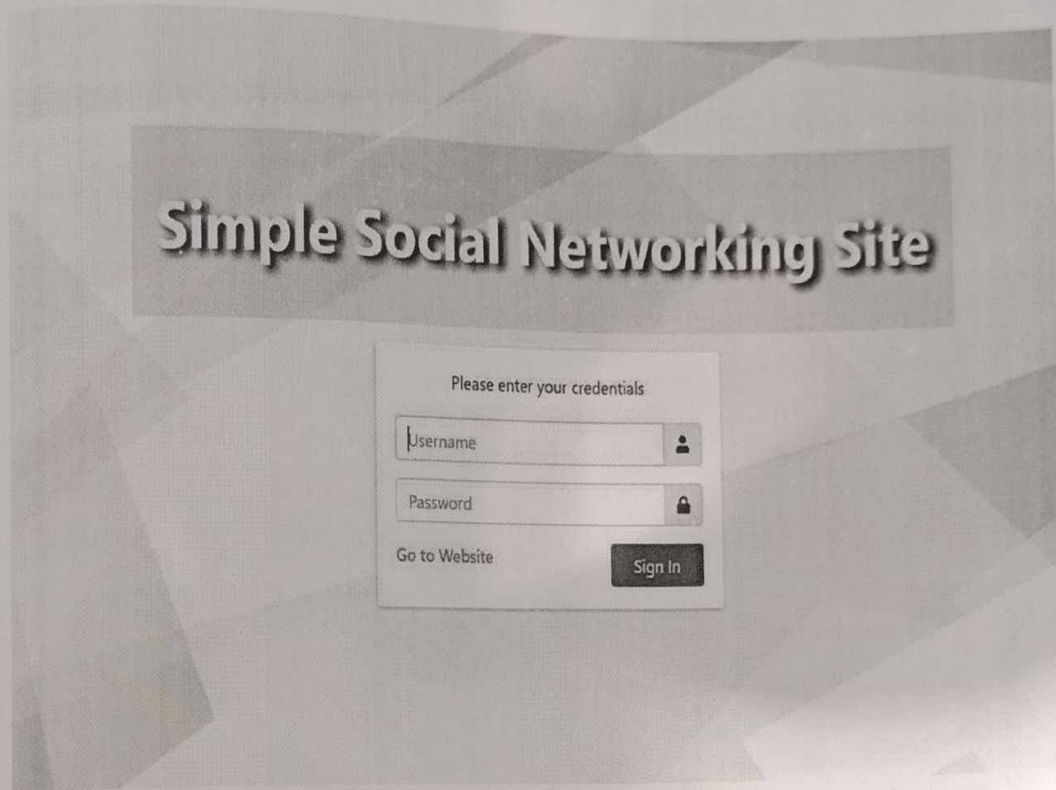 Simple Social Networking Site
Please enter your credentials
Username
Password
Go to Website
Sign In